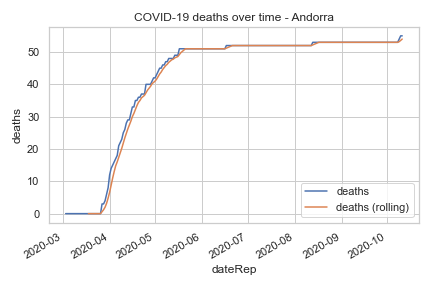 COVID-19 deaths over time - Andorra
deaths
50
40
30
20
10
0
2020-03
2020-04
2020-05
2020-06
2020-07
2020-08
2020-09
2020-10
dateRep
deaths
deaths (rolling)